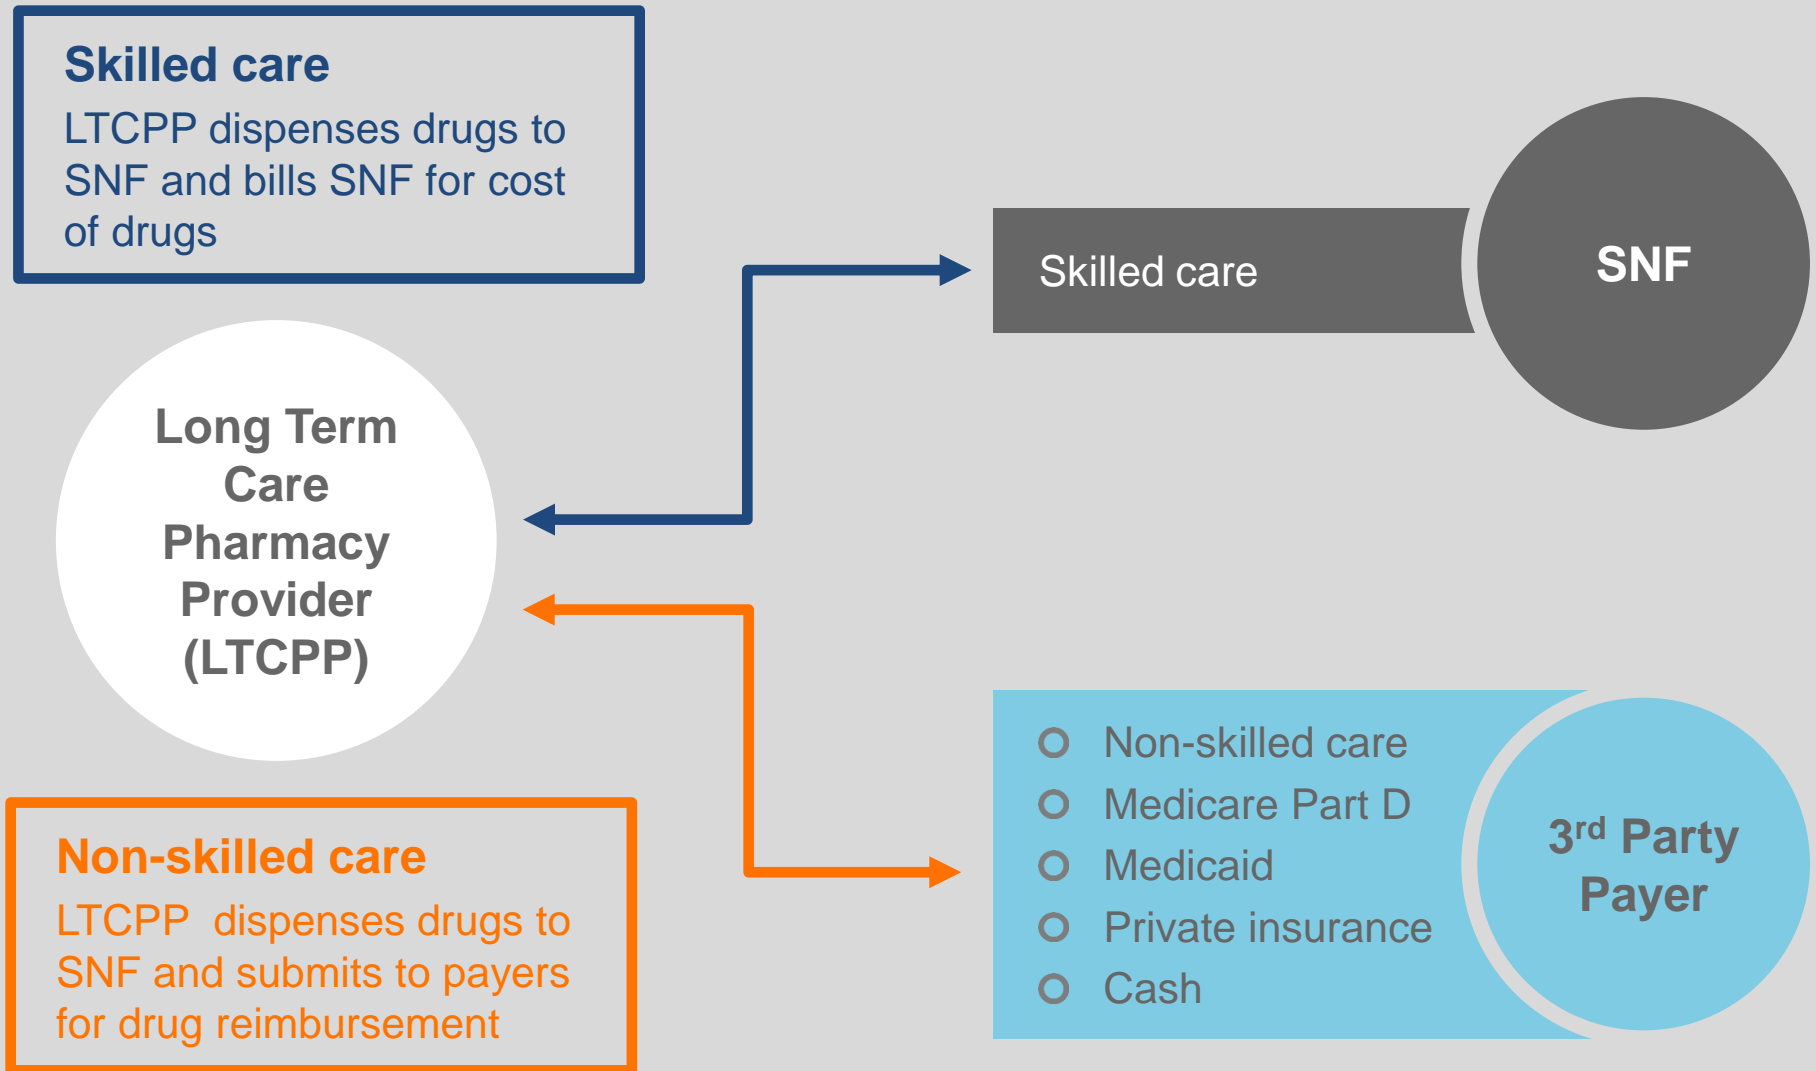 Skilled care
LTCPP dispenses drugs to
SNF and bills SNF for cost
of drugs
Skilled care
SNF
Long Term
Care
Pharmacy
Provider
(LTCPP)
Non-skilled care
LTCPP  dispenses drugs to
SNF and submits to payers
for drug reimbursement
Non-skilled care
Medicare Part D
Medicaid
Private insurance
Cash
3rd Party
Payer